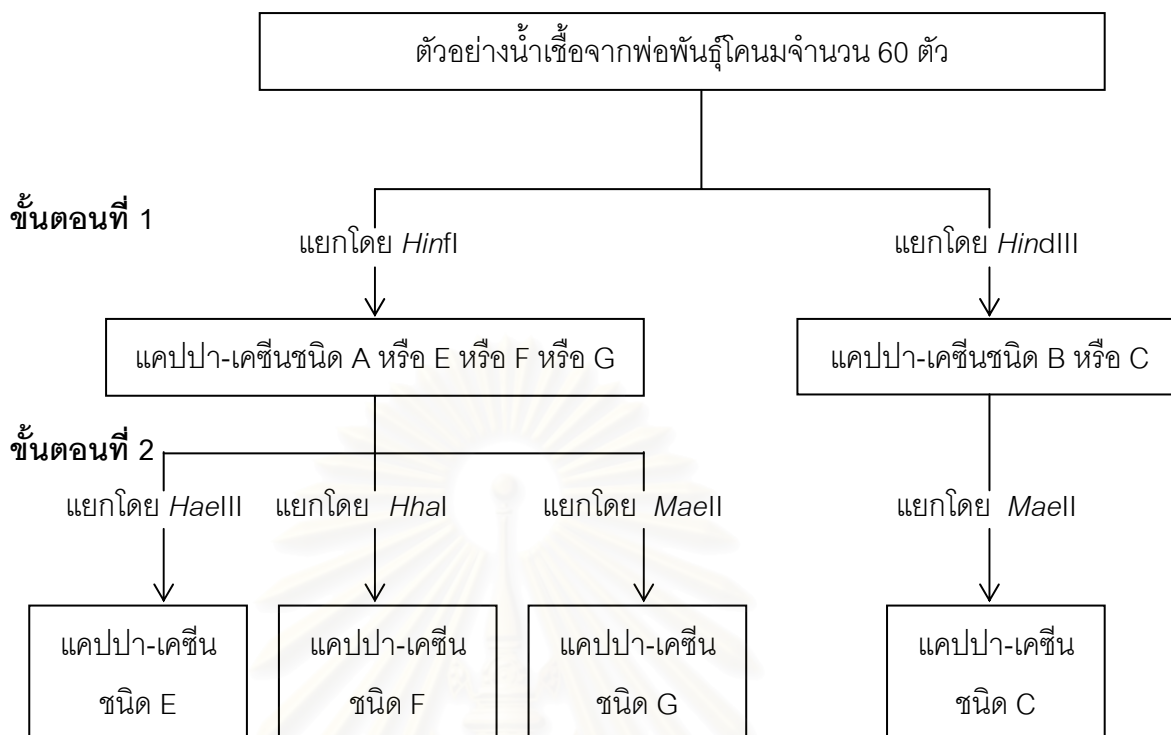 ตัวอย่างน้ำเชื้อจากพ่อพันธุ์โคนมจำนวน 60 ตัว
ขั้นตอนที่ 1
แยกโดย HinfI
แยกโดย HindIII
แคปปา-เคซีนชนิด A หรือ E หรือ F หรือ G
แคปปา-เคซีนชนิด B หรือ C
ขั้นตอนที่ 2
แยกโดย HaeIII
แยกโดย HhaI
แยกโดย MaeII
แยกโดย MaeII
แคปปา-เคซีน
ชนิด E
แคปปา-เคซีน
ชนิด F
แคปปา-เคซีน
ชนิด G
แคปปา-เคซีน
ชนิด C